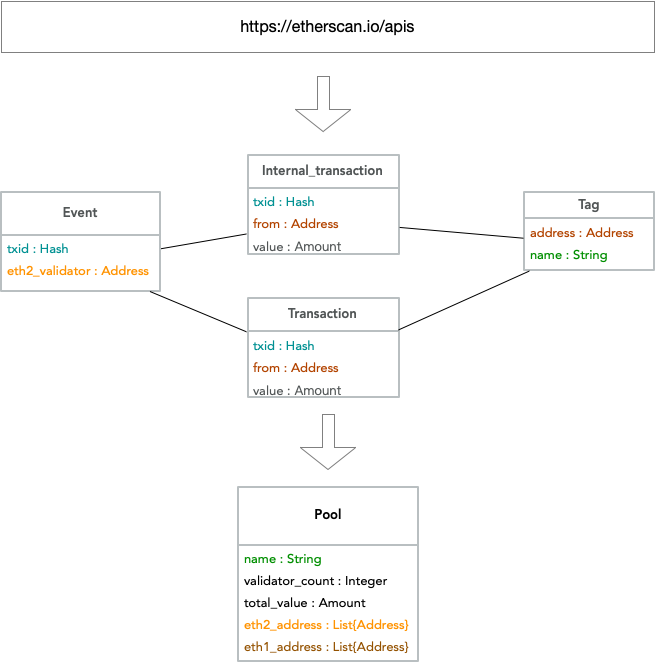 https://etherscan.io/apis
Internal_transaction
txid : Hash
from : Address
value : Amount
Event
txid : Hash
eth2_validator : Address
Tag
address : Address
name : String
Transaction
txid : Hash
from : Address
value : Amount
Pool
name : String
validator_count : Integer
total_value : Amount
eth2_address : List{Address}
eth1_address : List{Address}